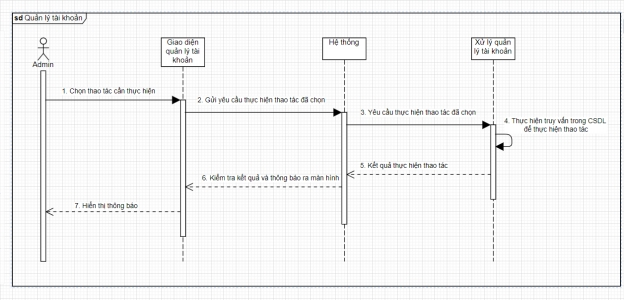 sd Quản lý tài khoản
Admin
Giao diện
quản lý tài
khoản
Hệ thống
Xử lý quản
lý tài khoản
1. Chọn thao tác cần thực hiện
2. Gửi yêu cầu thực hiện thao tác đã chọn
3. Yêu cầu thực hiện thao tác đã chọn
4. Thực hiện truy vấn trong CSDL
để thực hiện thao tác
5. Kết quả thực hiện thao tác
6. Kiểm tra kết quả và thông báo ra màn hình
7. Hiển thị thông báo